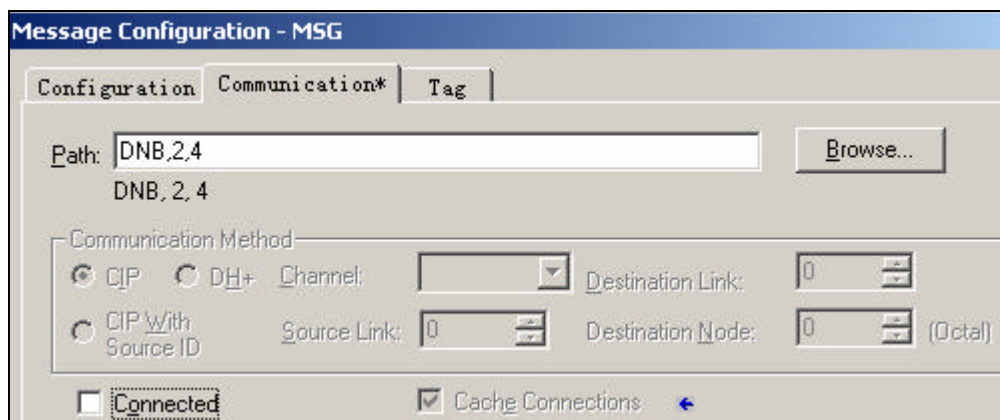 Message Configuration - MSG
Configuration Communication* Tag
Path: DNB,2,4 Browse...
DNB, 2, 4
Communication Method
CIP DH+ Channel: Destination Link: 0
CIP With Source ID Source Link: 0 Destination Node: 0 (Octal)
Connected Cache Connections